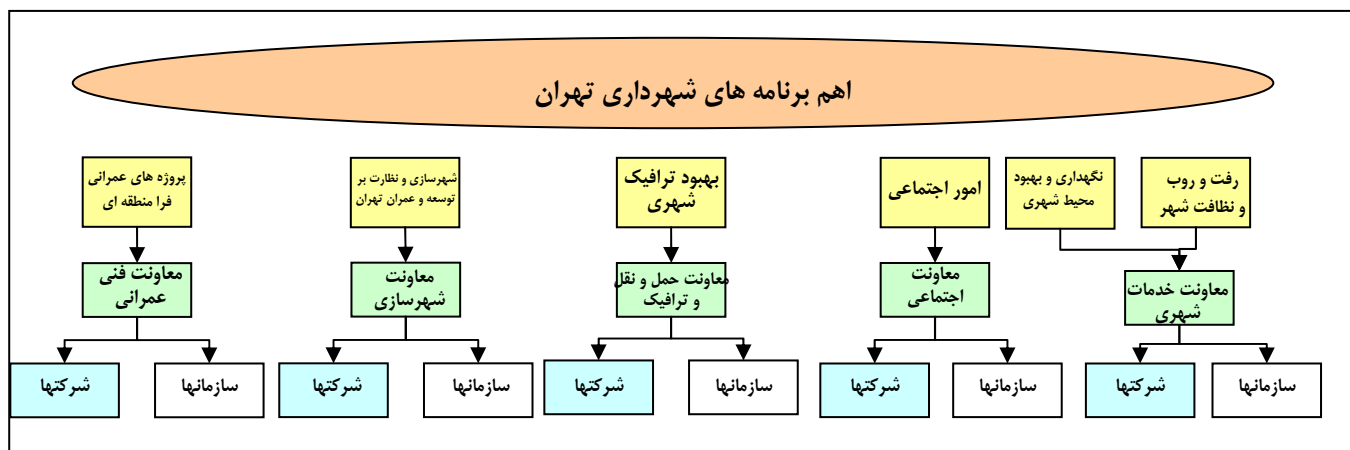 اهم برنامه های شهرداری تهران
رفت و روب
و نظافت شهر
نگهداری و بهبود
محیط شهری
امور اجتماعی
بهبود ترافیک
شهری
شهرسازی و نظارت بر
توسعه و عمران تهران
پروژه های عمرانی
فرا منطقه ای
معاونت خدمات
شهری
معاونت
اجتماعی
معاونت حمل و نقل
و ترافیک
معاونت
شهرسازی
معاونت فنی
عمرانی
سازمانها
شرکتها
سازمانها
شرکتها
سازمانها
شرکتها
سازمانها
شرکتها
سازمانها
شرکتها